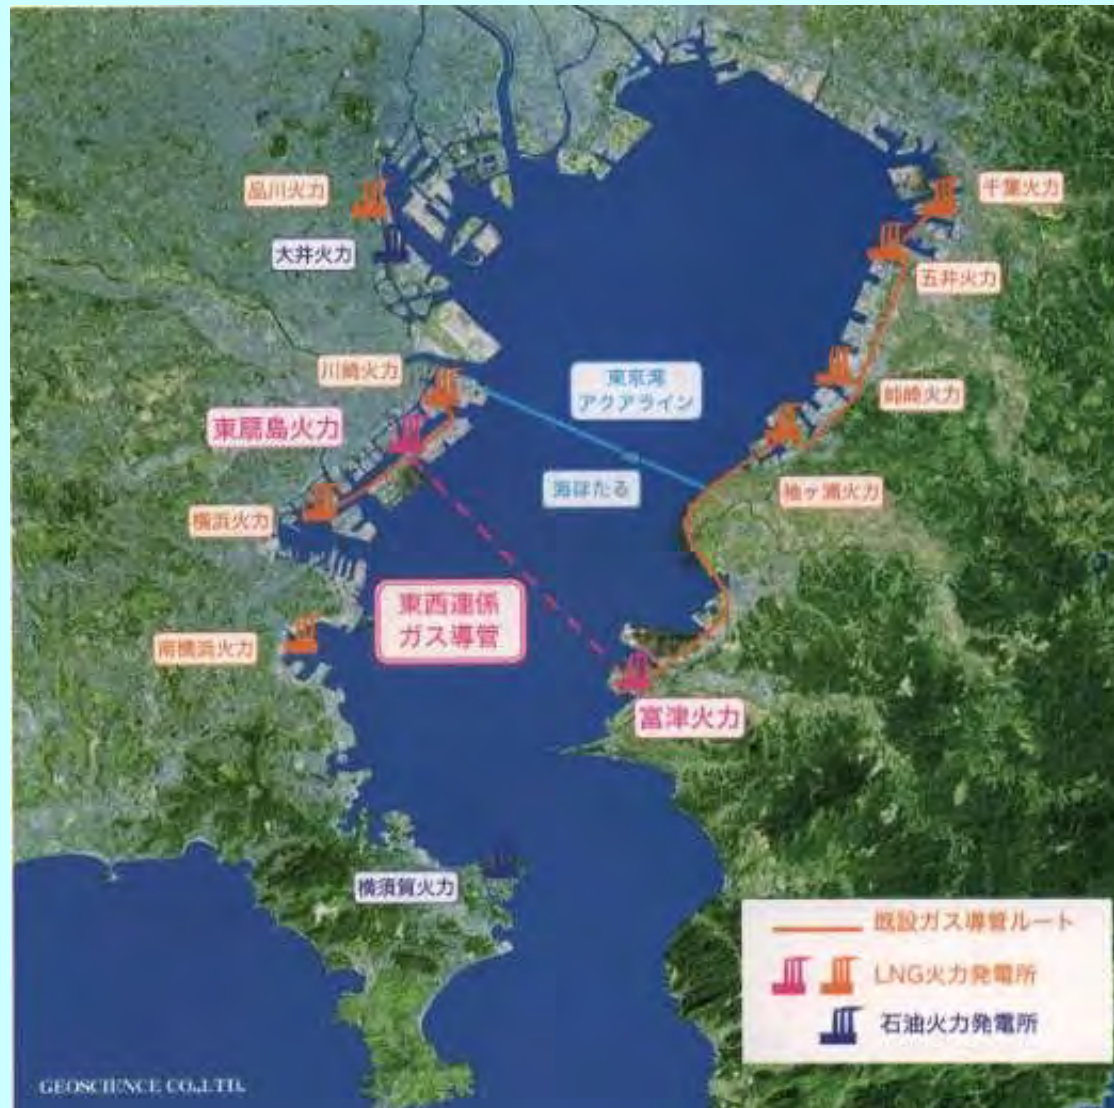 品川火力
千葉火力
大井火力
五井火力
川崎火力
東京湾
アクアライン
姉崎火力
東扇島火力
海ほたる
袖ヶ浦火力
横浜火力
東西連係
ガス導管
南横浜火力
富津火力
横須賀火力
既設ガス導管ルート
LNG火力発電所
石油火力発電所
GEOSCIENCE CO.,LTD.